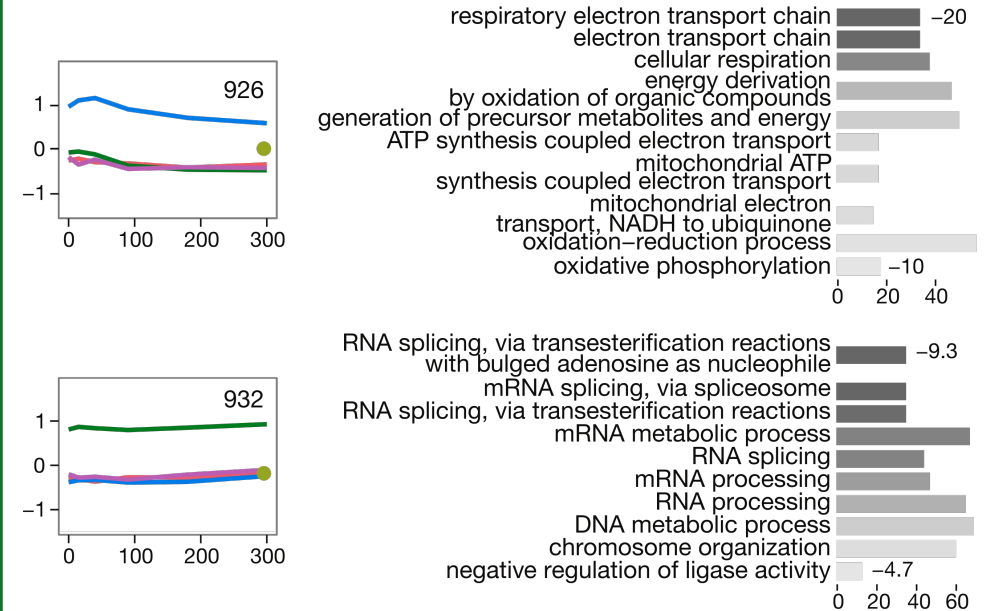 926
1
0
−1
0 100 200 300
respiratory electron transport chain −20
electron transport chain
cellular respiration
energy derivation
by oxidation of organic compounds
generation of precursor metabolites and energy
ATP synthesis coupled electron transport
mitochondrial ATP
synthesis coupled electron transport
mitochondrial electron
transport, NADH to ubiquinone
oxidation−reduction process
oxidative phosphorylation −10
0 20 40
932
1
0
−1
0 100 200 300
RNA splicing, via transesterification reactions
with bulged adenosine as nucleophile −9.3
mRNA splicing, via spliceosome
RNA splicing, via transesterification reactions
mRNA metabolic process
RNA splicing
mRNA processing
RNA processing
DNA metabolic process
chromosome organization
negative regulation of ligase activity −4.7
0 20 40 60